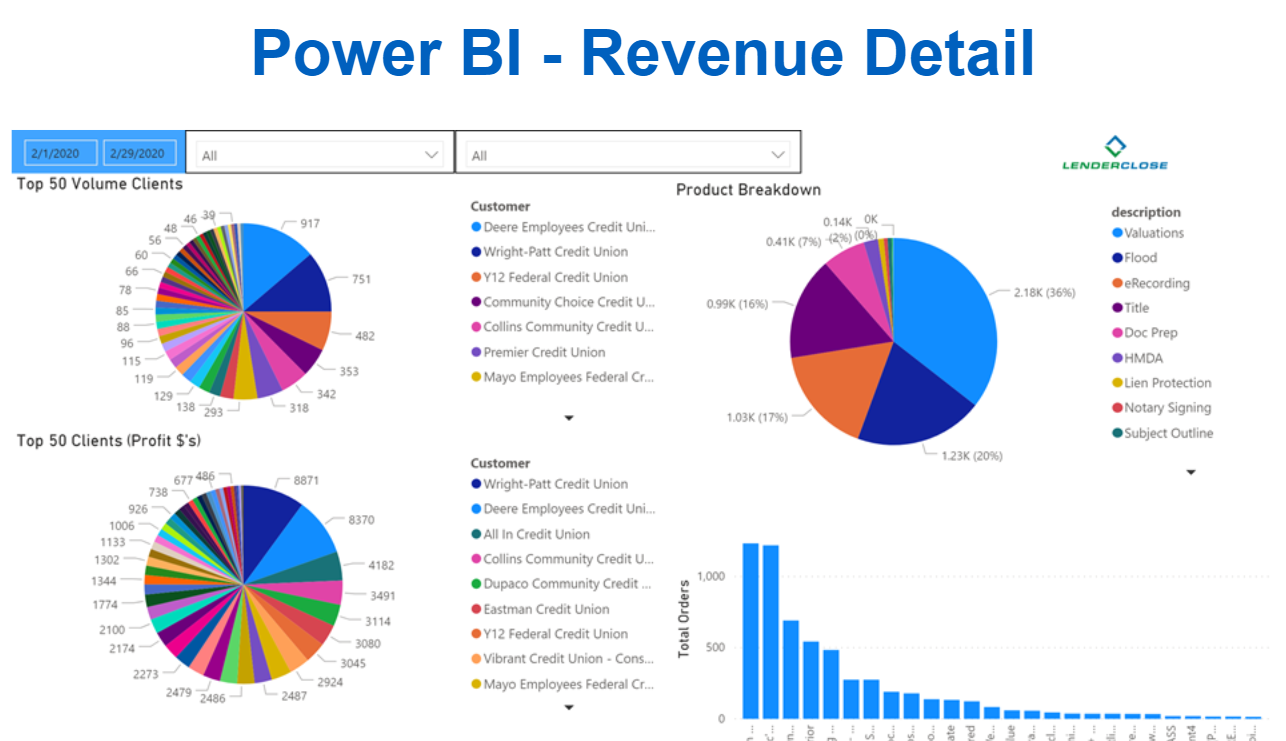 Power BI - Revenue Detail
2/1/2020
2/29/2020
All
All
LENDERCLOSE
Top 50 Volume Clients
917
751
482
353
342
318
293
138
129
119
115
96
88
85
78
66
60
56
48
46
39
Customer
Deere Employees Credit Uni...
Wright-Patt Credit Union
Y12 Federal Credit Union
Community Choice Credit U...
Collins Community Credit U...
Premier Credit Union
Mayo Employees Federal Cr...
Product Breakdown
2.18K (36%)
1.23K (20%)
1.03K (17%)
0.99K (16%)
0.41K (7%)
0.14K
(2%)
0K
(0%)
description
Valuations
Flood
eRecording
Title
Doc Prep
HMDA
Lien Protection
Notary Signing
Subject Outline
Top 50 Clients (Profit $'s)
8871
8370
4182
3491
3114
3080
3045
2924
2487
2486
2479
2273
2174
2100
1774
1344
1302
1133
1006
926
738
677
486
Customer
Wright-Patt Credit Union
Deere Employees Credit Uni...
All In Credit Union
Collins Community Credit U...
Dupaco Community Credit ...
Eastman Credit Union
Y12 Federal Credit Union
Vibrant Credit Union - Cons...
Mayo Employees Federal Cr...
Total Orders
1,000
500
0